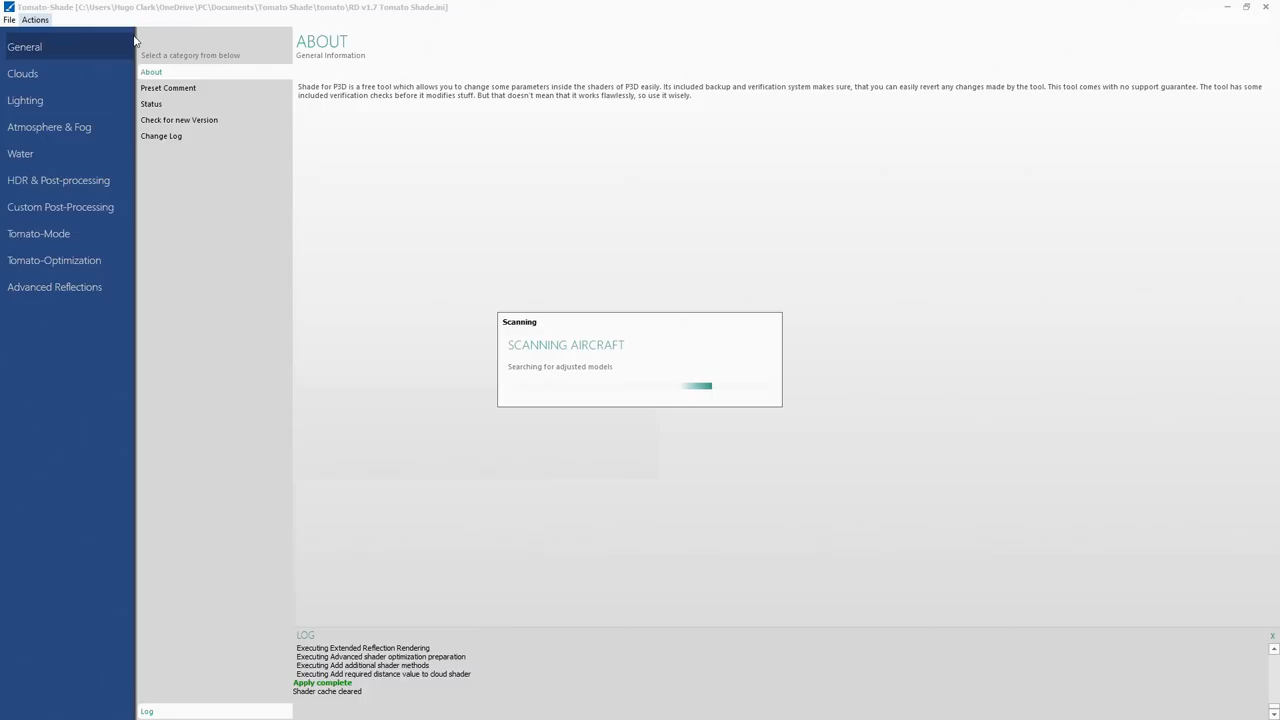 Tomato-Shade [C:\Users\Hugo Clark\OneDrive\PC\Documents\Tomato Shade\tomato\RD v1.7 Tomato Shade.ini]
File Actions
General
Clouds
Lighting
Atmosphere & Fog
Water
HDR & Post-processing
Custom Post-Processing
Tomato-Mode
Tomato-Optimization
Advanced Reflections
Select a category from below
About
Preset Comment
Status
Check for new Version
Change Log
Log
ABOUT
General Information
Shade for P3D is a free tool which allows you to change some parameters inside the shaders of P3D easily. Its included backup and verification system makes sure, that you can easily revert any changes made by the tool. This tool comes with no support guarantee. The tool has some
included verification checks before it modifies stuff. But that doesn't mean that it works flawlessly, so use it wisely.
Scanning
SCANNING AIRCRAFT
Searching for adjusted models
LOG
X
Executing Extended Reflection Rendering
Executing Advanced shader optimization preparation
Executing Add additional shader methods
Executing Add required distance value to cloud shader
Apply complete
Shader cache cleared